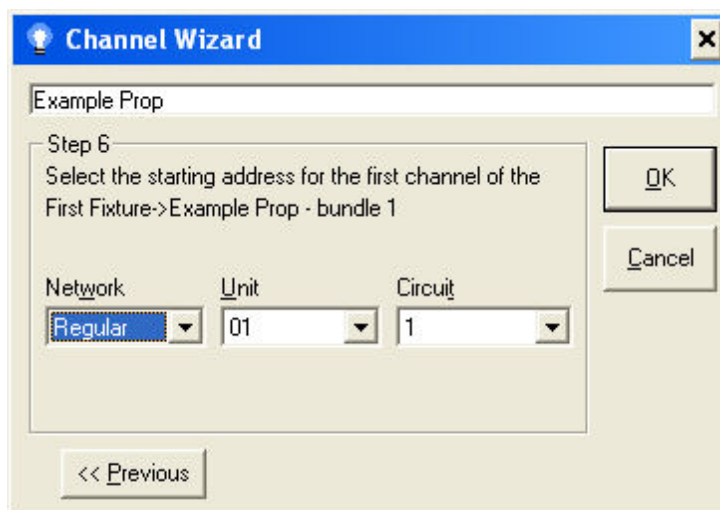 Channel Wizard
Example Prop
Step 6
Select the starting address for the first channel of the
First Fixture->Example Prop - bundle 1
OK
Cancel
Network Unit Circuit
Regular 01 1
<< Previous